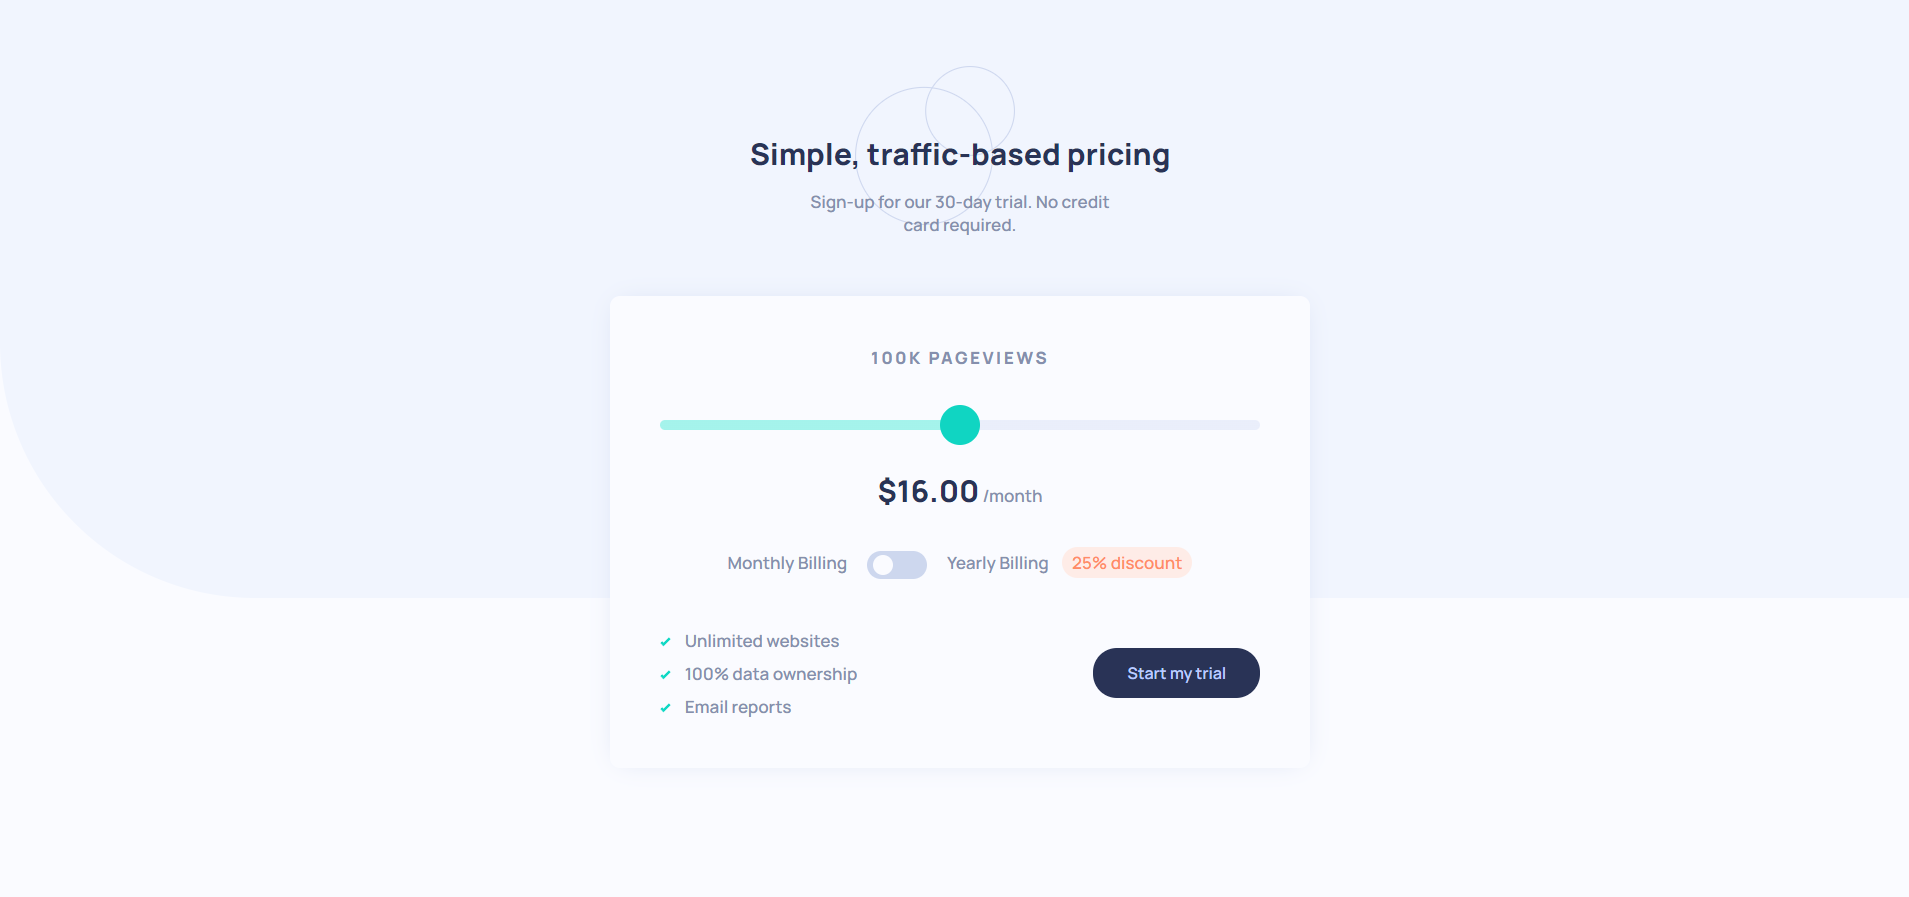 Simple, traffic-based pricing
Sign-up for our 30-day trial. No credit
card required.
100K PAGEVIEWS
$16.00 /month
Monthly Billing Yearly Billing 25% discount
Unlimited websites
100% data ownership
Email reports
Start my trial